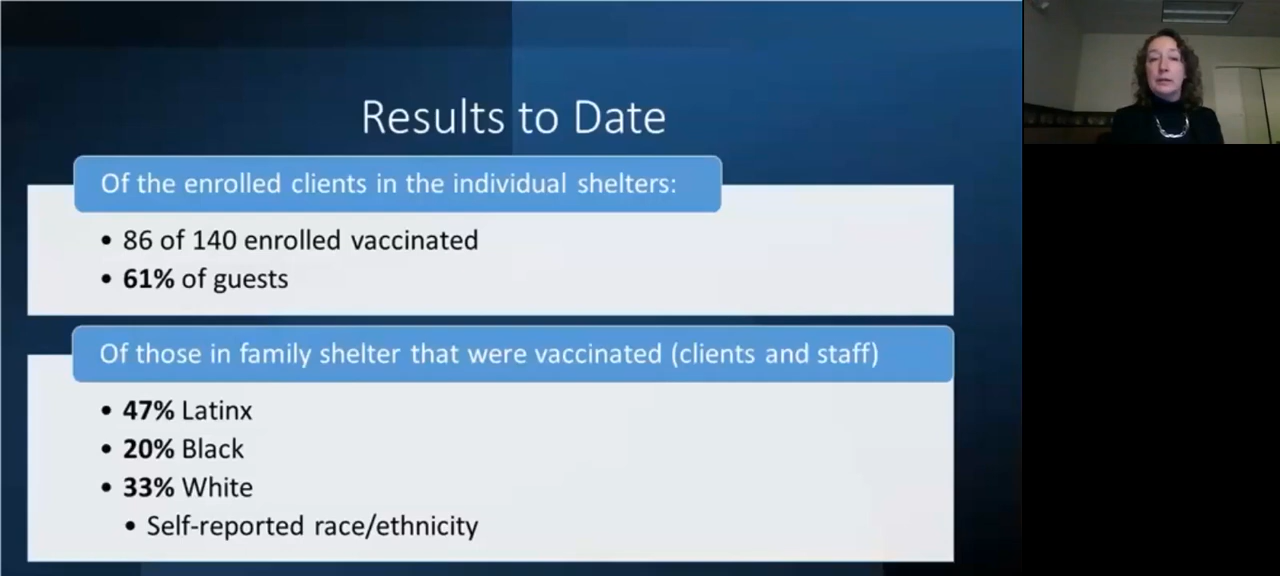 Results to Date
Of the enrolled clients in the individual shelters:
• 86 of 140 enrolled vaccinated
• 61% of guests
Of those in family shelter that were vaccinated (clients and staff)
• 47% Latinx
• 20% Black
• 33% White
• Self-reported race/ethnicity